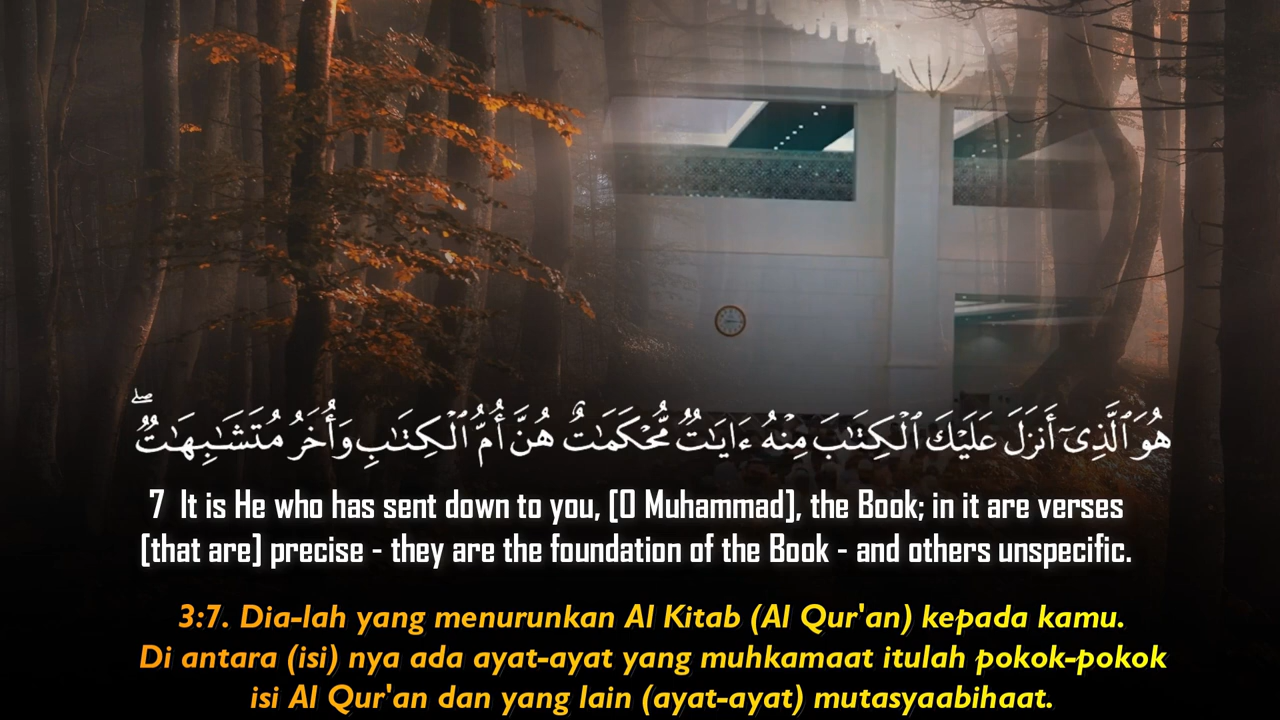 هُوَ ٱلَّذِىٓ أَنزَلَ عَلَيْكَ ٱلْكِتَٰبَ مِنْهُ ءَايَٰتٌ مُّحْكَمَٰتٌ هُنَّ أُمُّ ٱلْكِتَٰبِ وَأُخَرُ مُتَشَٰبِهَٰتٌ ۖ
7 It is He who has sent down to you, [O Muhammad], the Book; in it are verses
[that are] precise - they are the foundation of the Book - and others unspecific.
3:7. Dia-lah yang menurunkan Al Kitab (Al Qur'an) kepada kamu.
Di antara (isi) nya ada ayat-ayat yang muhkamaat itulah pokok-pokok
isi Al Qur'an dan yang lain (ayat-ayat) mutasyaabihaat.